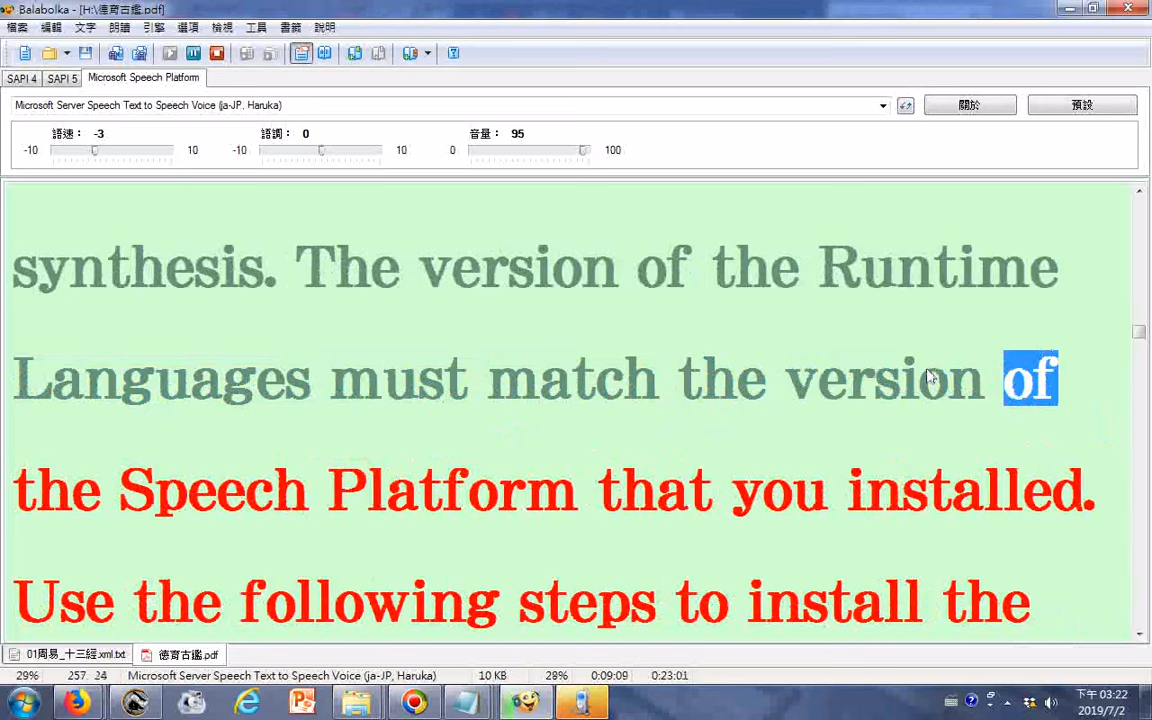 Balabolka - [H:\德育古鑑.pdf]
檔案 編輯 文字 朗讀 引擎 選項 檢視 工具 書籤 說明
SAPI 4 SAPI 5 Microsoft Speech Platform
Microsoft Server Speech Text to Speech Voice (ja-JP, Haruka) 關於 預設
語速： -3 語調： 0 音量： 95
-10 10 -10 10 0 100
synthesis. The version of the Runtime
Languages must match the version of
the Speech Platform that you installed.
Use the following steps to install the
01周易_十三經.xml.txt 德育古鑑.pdf
29% 257: 24 Microsoft Server Speech Text to Speech Voice (ja-JP, Haruka) 10 KB 28% 0:09:09 0:23:01
下午 03:22
2019/7/2